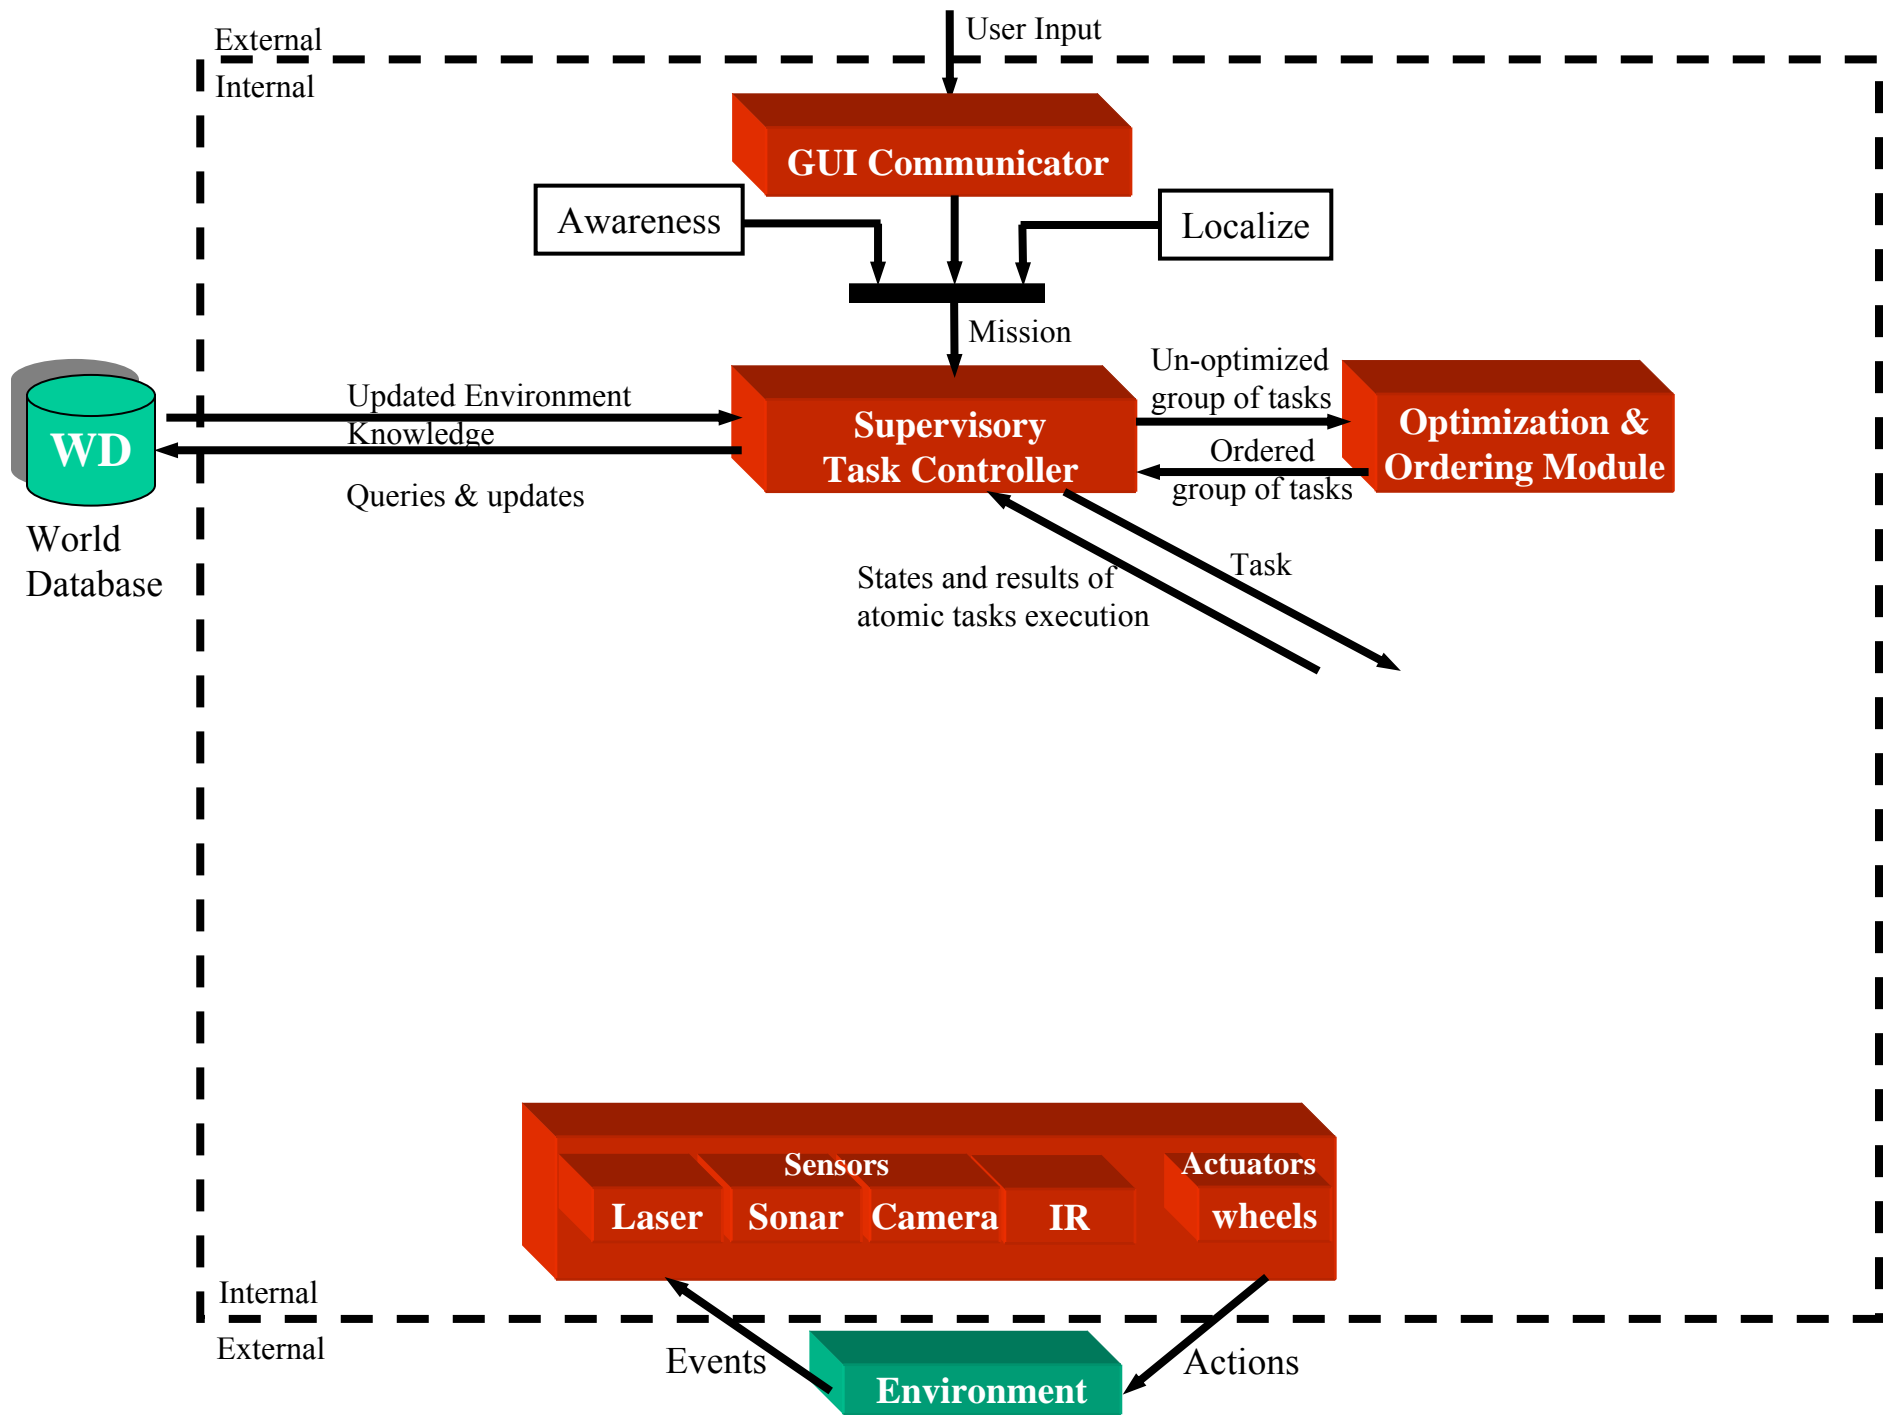 External
User Input
Internal
GUI Communicator
Awareness
Localize
Mission
Un-optimized
group of tasks
Updated Environment
Knowledge
WD
Supervisory
Task Controller
Optimization &
Ordering Module
Ordered
group of tasks
Queries & updates
World
Database
Task
States and results of
atomic tasks execution
Sensors
Actuators
Laser
Sonar
Camera
IR
wheels
Internal
External
Events
Actions
Environment